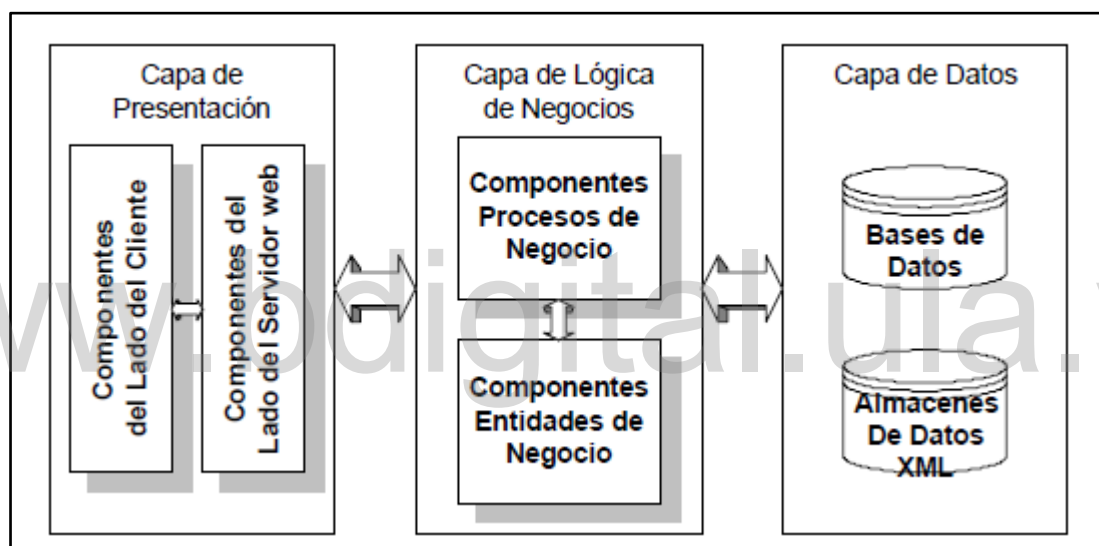 Capa de
Presentación
Componentes
del Lado del Cliente
Componentes del
Lado del Servidor web
Capa de Lógica
de Negocios
Componentes
Procesos de
Negocio
Componentes
Entidades de
Negocio
Capa de Datos
Bases de
Datos
Almacenes
De Datos
XML
www.bdigital.ula.